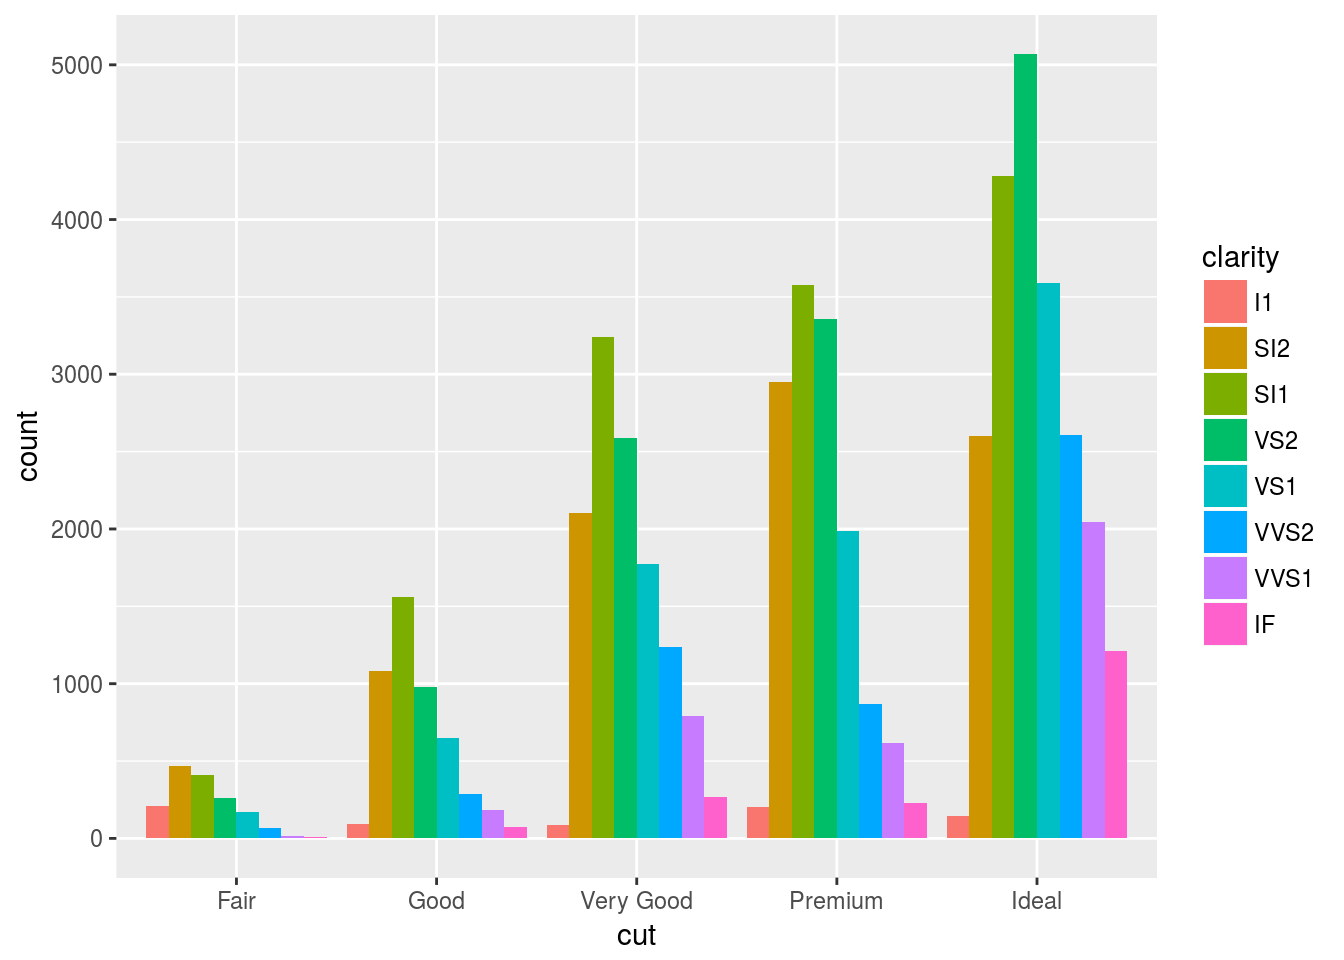 5000
4000
3000
2000
1000
0
count
Fair Good Very Good Premium Ideal
cut
clarity
I1
SI2
SI1
VS2
VS1
VVS2
VVS1
IF